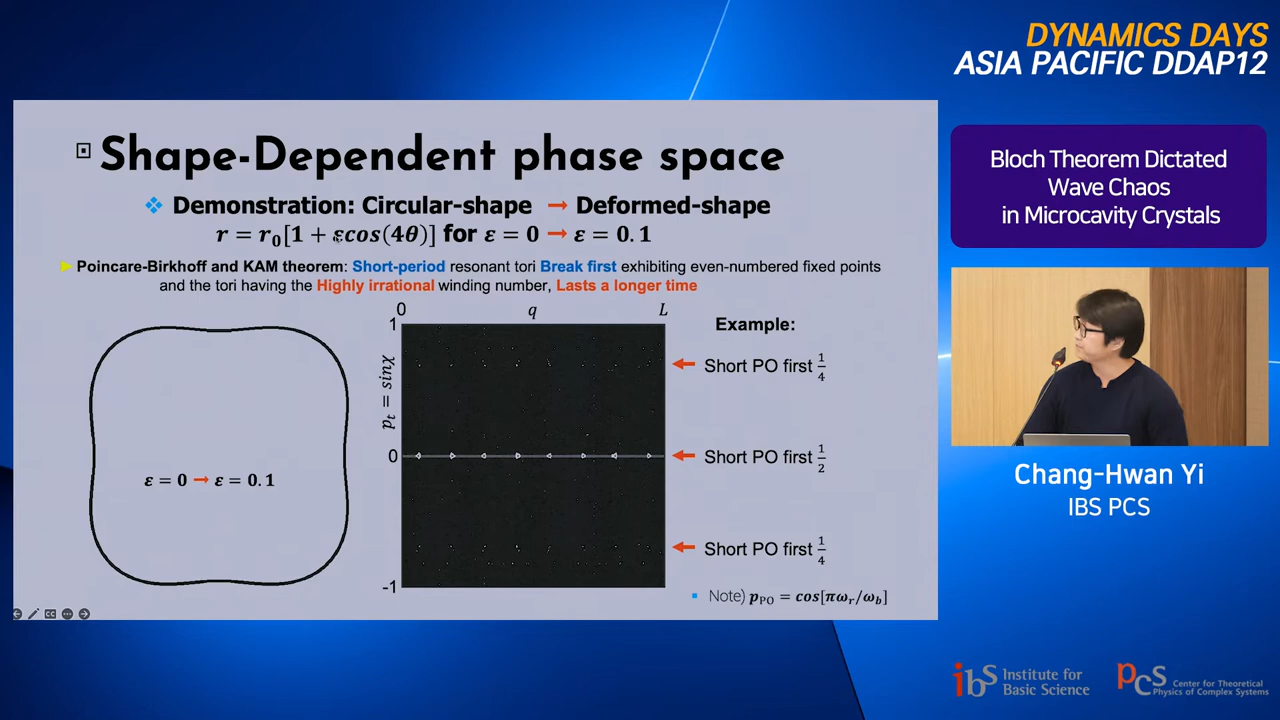 DYNAMICS DAYS
ASIA PACIFIC DDAP12
Shape-Dependent phase space
Demonstration: Circular-shape → Deformed-shape
r = r₀[1 + εcos(4θ)] for ε = 0 → ε = 0.1
Poincare-Birkhoff and KAM theorem: Short-period resonant tori Break first exhibiting even-numbered fixed points
and the tori having the Highly irrational winding number, Lasts a longer time
0 q L
1
0
-1
pₜ = sinχ
ε = 0 → ε = 0.1
Example:
Short PO first 1/4
Short PO first 1/2
Short PO first 1/4
Note) p_PO = cos[πω_r/ω_b]
Bloch Theorem Dictated
Wave Chaos
in Microcavity Crystals
Chang-Hwan Yi
IBS PCS
ibS Institute for
Basic Science
pcs Center for Theoretical
Physics of Complex Systems